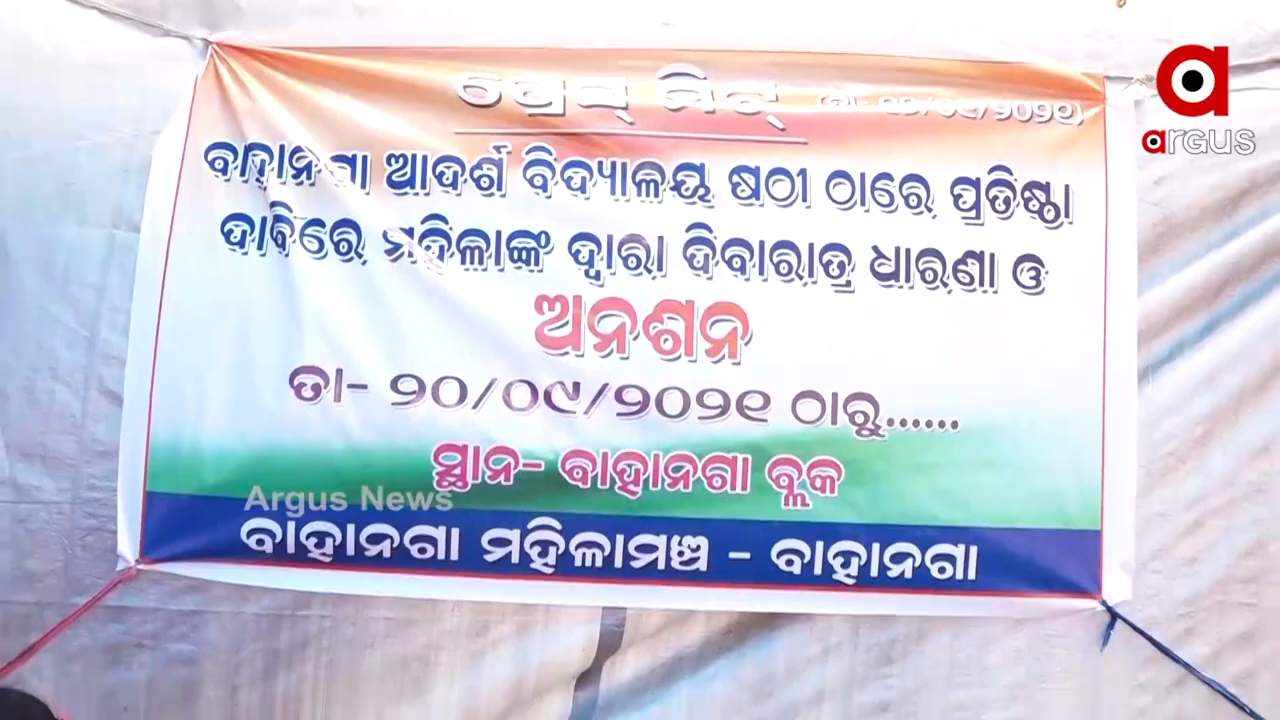 ପ୍ରେସ୍ ମିଟ୍
ବାହାନଗା ଆଦର୍ଶ ବିଦ୍ୟାଳୟ ଷଠୀ ଠାରେ ପ୍ରତିଷ୍ଠା
ଦାବିରେ ମହିଳାଙ୍କ ଦ୍ୱାରା ଦିବାରାତ୍ର ଧାରଣା ଓ
ଅନଶନ
ତା- ୨୦/୦୯/୨୦୨୧ ଠାରୁ......
ସ୍ଥାନ- ବାହାନଗା ବ୍ଲକ
ବାହାନଗା ମହିଳାମଞ୍ଚ - ବାହାନଗା
Argus News
argus